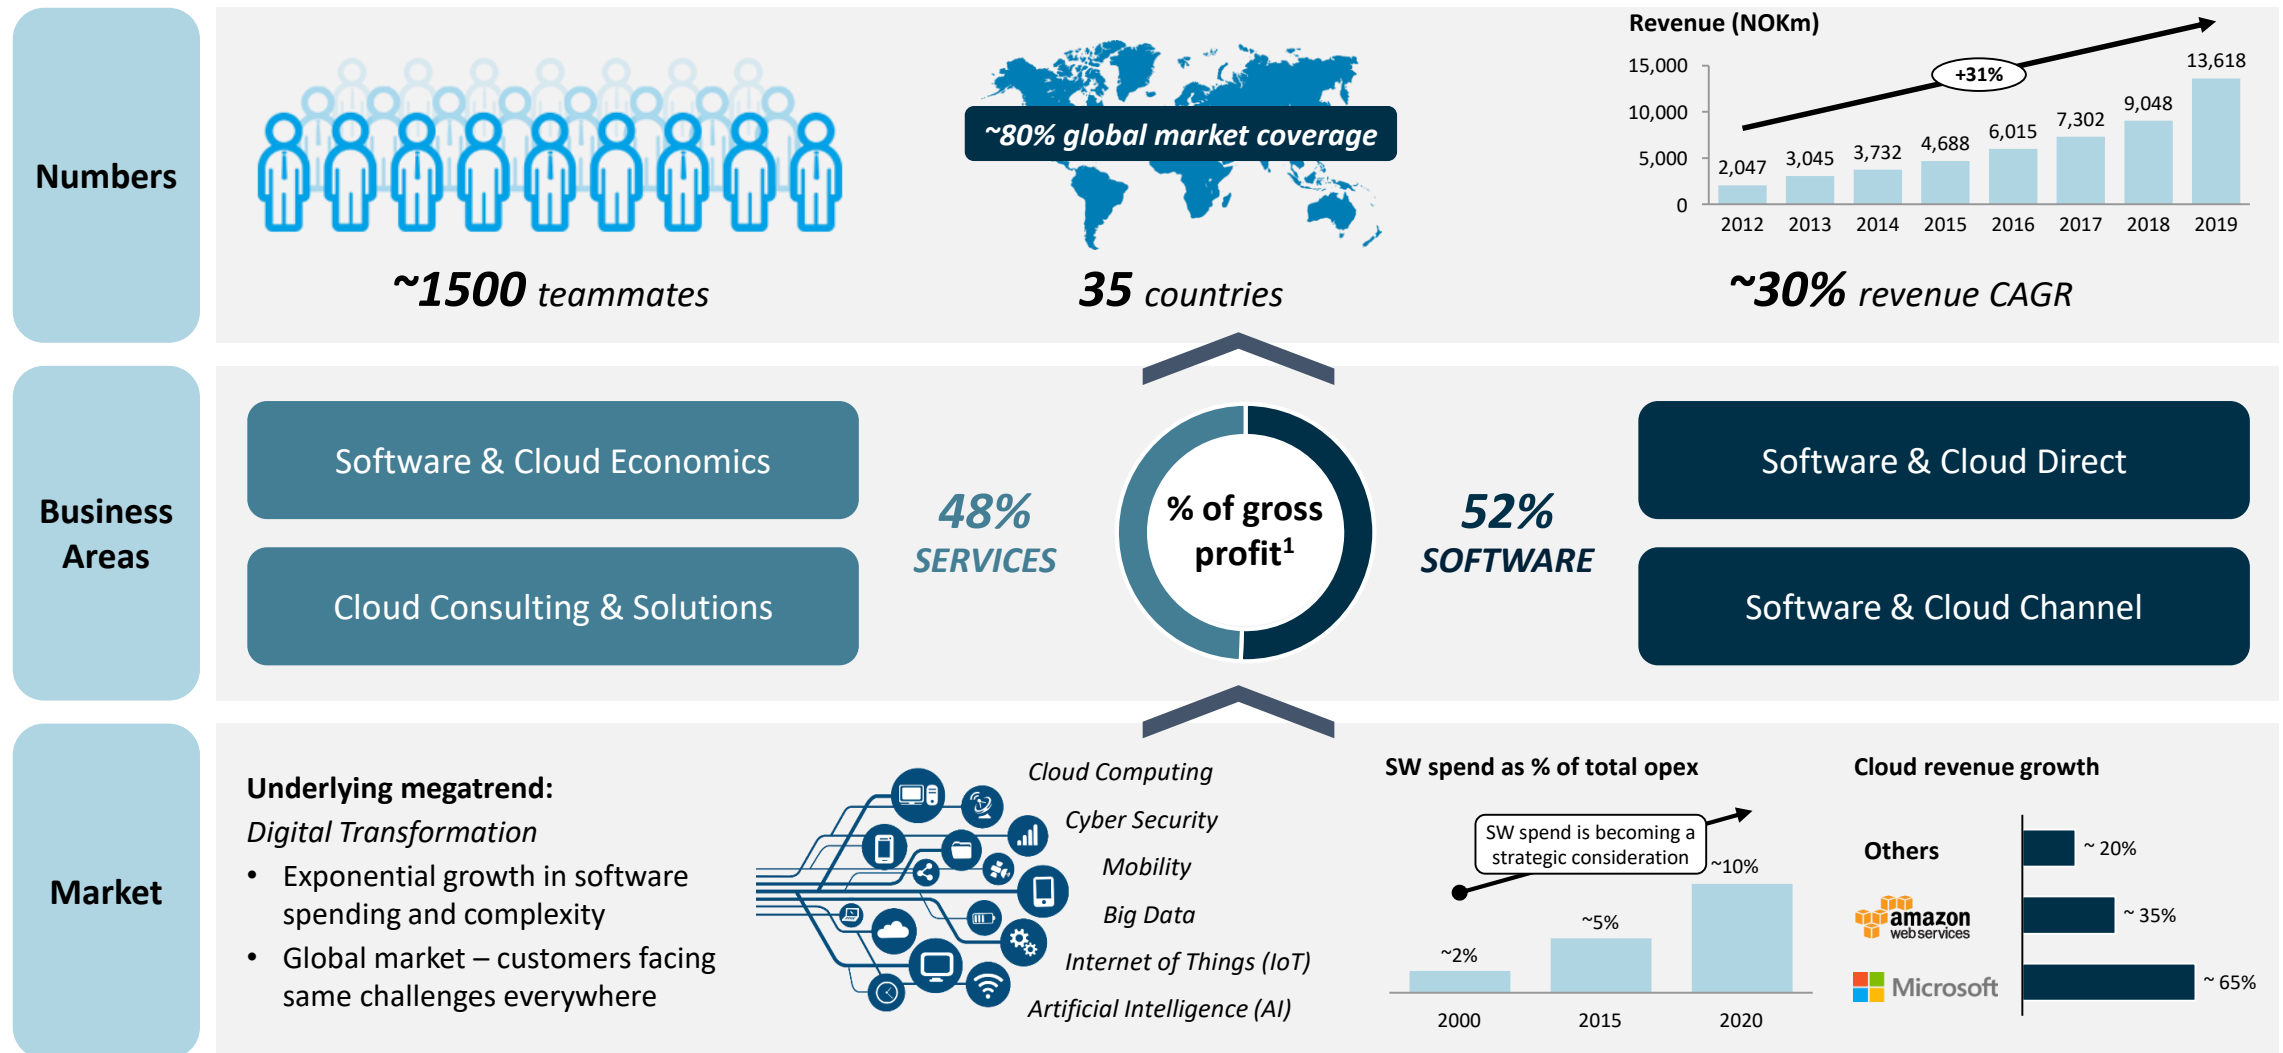 Numbers
~80% global market coverage
~1500 teammates
35 countries
Revenue (NOKm)
+31%
15,000
10,000
5,000
0
2,047
3,045
3,732
4,688
6,015
7,302
9,048
13,618
2012 2013 2014 2015 2016 2017 2018 2019
~30% revenue CAGR
Business
Areas
Software & Cloud Economics
Cloud Consulting & Solutions
48%
SERVICES
% of gross
profit¹
52%
SOFTWARE
Software & Cloud Direct
Software & Cloud Channel
Market
Underlying megatrend:
Digital Transformation
• Exponential growth in software
spending and complexity
• Global market – customers facing
same challenges everywhere
Cloud Computing
Cyber Security
Mobility
Big Data
Internet of Things (IoT)
Artificial Intelligence (AI)
SW spend as % of total opex
SW spend is becoming a
strategic consideration
~2%
~5%
~10%
2000 2015 2020
Cloud revenue growth
Others
~ 20%
amazon
webservices
~ 35%
Microsoft
~ 65%